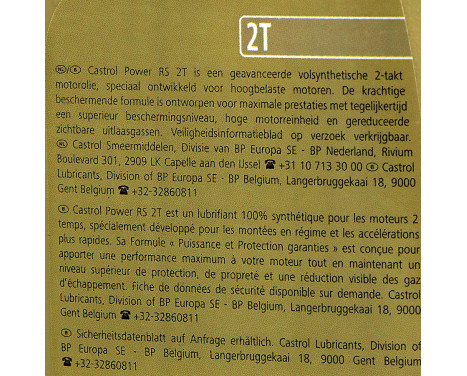 2T
NL/B Castrol Power RS 2T is een geavanceerde volsynthetische 2-takt
motorolie, speciaal ontwikkeld voor hoogbelaste motoren. De krachtige
beschermende formule is ontworpen voor maximale prestaties met tegelijkertijd
een superieur beschermingsniveau, hoge motorreinheid en gereduceerde
zichtbare uitlaasgassen. Veiligheidsinformatieblad op verzoek verkrijgbaar.
NL Castrol Smeermiddelen, Divisie van BP Europa SE - BP Nederland, Rivium
Boulevard 301, 2909 LK Capelle aan den IJssel ☎ +31 10 713 30 00 B Castrol
Lubricants, Division of BP Europa SE - BP Belgium, Langerbruggekaai 18, 9000
Gent Belgium ☎ +32-32860811
B Castrol Power RS 2T est un lubrifiant 100% synthétique pour les moteurs 2
temps, spécialement développé pour les montées en régime et les accélérations
plus rapides. Sa Formule « Puissance et Protection garanties » est conçue pour
apporter une performance maximum à votre moteur tout en maintenant un
niveau supérieur de protection, de propreté et une réduction visible des gaz
d'échappement. Fiche de données de sécurité disponible sur demande. Castrol
Lubricants, Division of BP Europa SE - BP Belgium, Langerbruggekaai 18, 9000
Gent Belgium ☎ +32-32860811
B Sicherheitsdatenblatt auf Anfrage erhältlich. Castrol Lubricants, Division of
BP Europa SE - BP Belgium, Langerbruggekaai 18, 9000 Gent Belgium
☎ +32-32860811